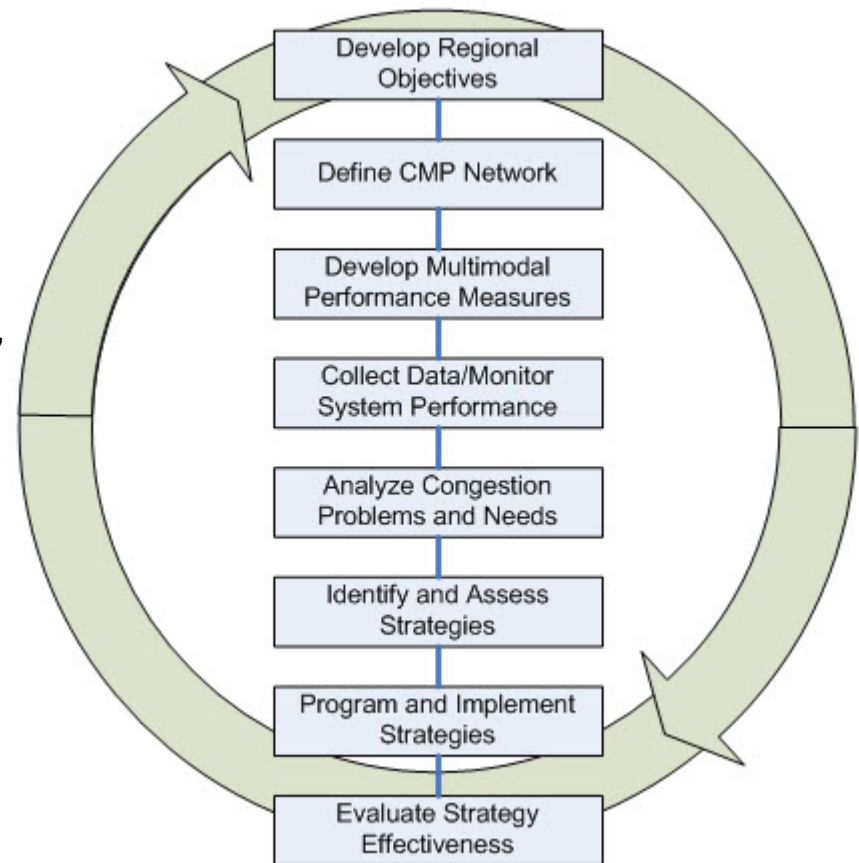 Develop Regional
Objectives
Define CMP Network
Develop Multimodal
Performance Measures
Collect Data/Monitor
System Performance
Analyze Congestion
Problems and Needs
Identify and Assess
Strategies
Program and Implement
Strategies
Evaluate Strategy
Effectiveness